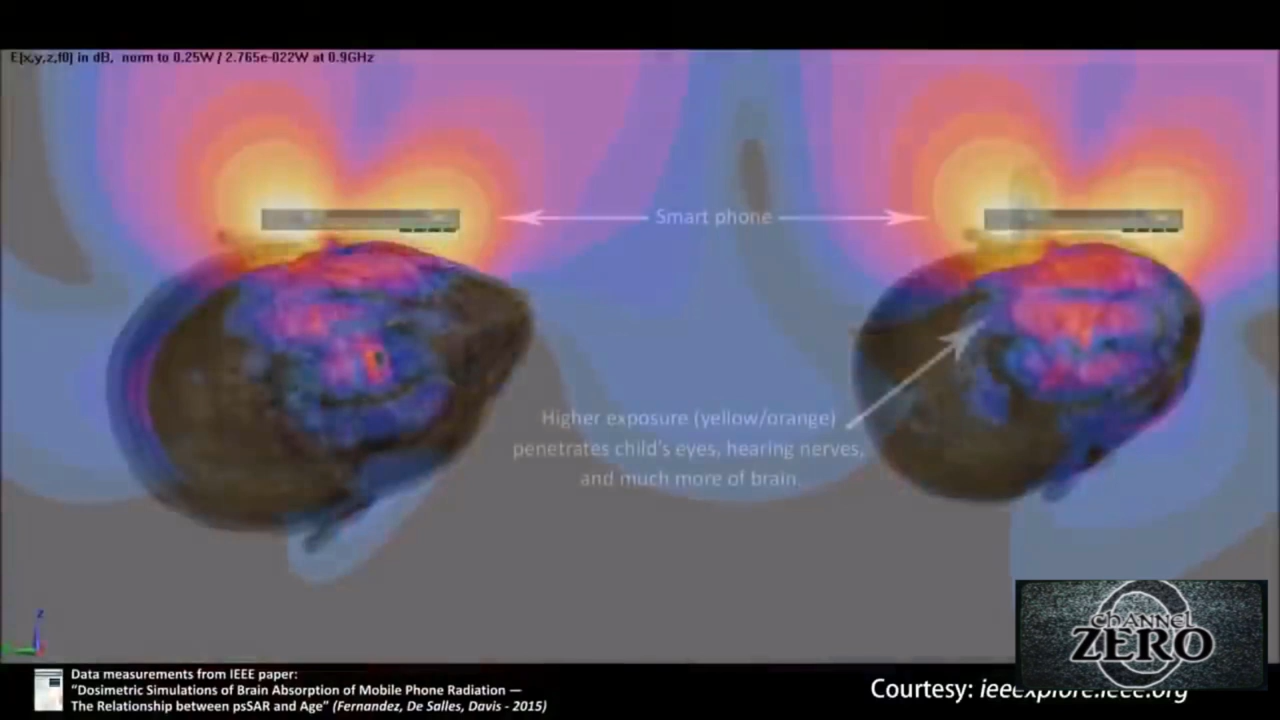 E[x,y,z,f0] in dB, norm to 0.25W / 2.765e-022W at 0.9GHz
Smart phone
Higher exposure (yellow/orange)
penetrates child's eyes, hearing nerves,
and much more of brain
z
CHANNEL
ZERO
Data measurements from IEEE paper:
"Dosimetric Simulations of Brain Absorption of Mobile Phone Radiation —
The Relationship between psSAR and Age" (Fernandez, De Salles, Davis - 2015)
Courtesy: ieeexplore.ieee.org